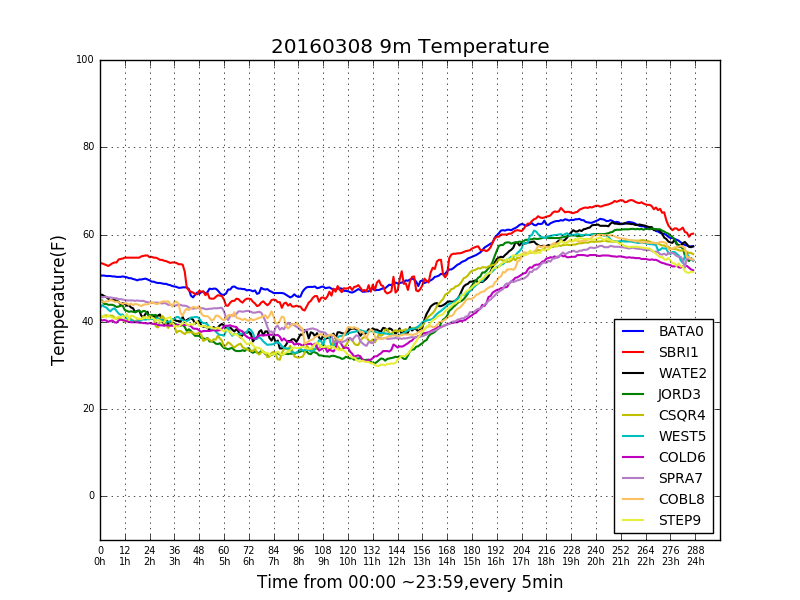 20160308 9m Temperature
100
80
60
40
20
0
Temperature(F)
BATA0
SBRI1
WATE2
JORD3
CSQR4
WEST5
COLD6
SPRA7
COBL8
STEP9
0 12 24 36 48 60 72 84 96 108 120 132 144 156 168 180 192 204 216 228 240 252 264 276 288
0h 1h 2h 3h 4h 5h 6h 7h 8h 9h 10h 11h 12h 13h 14h 15h 16h 17h 18h 19h 20h 21h 22h 23h 24h
Time from 00:00 ~23:59,every 5min